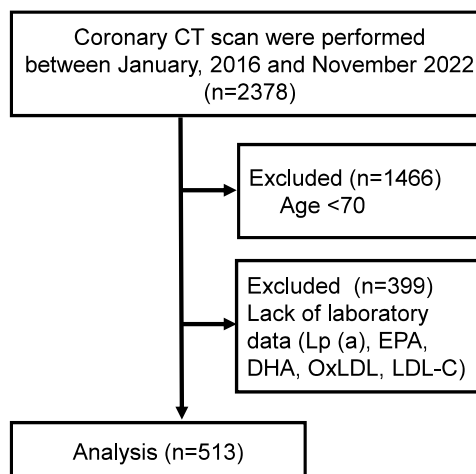 Coronary CT scan were performed
between January, 2016 and November 2022
(n=2378)
Excluded (n=1466)
Age <70
Excluded (n=399)
Lack of laboratory
data (Lp (a), EPA,
DHA, OxLDL, LDL-C)
Analysis (n=513)